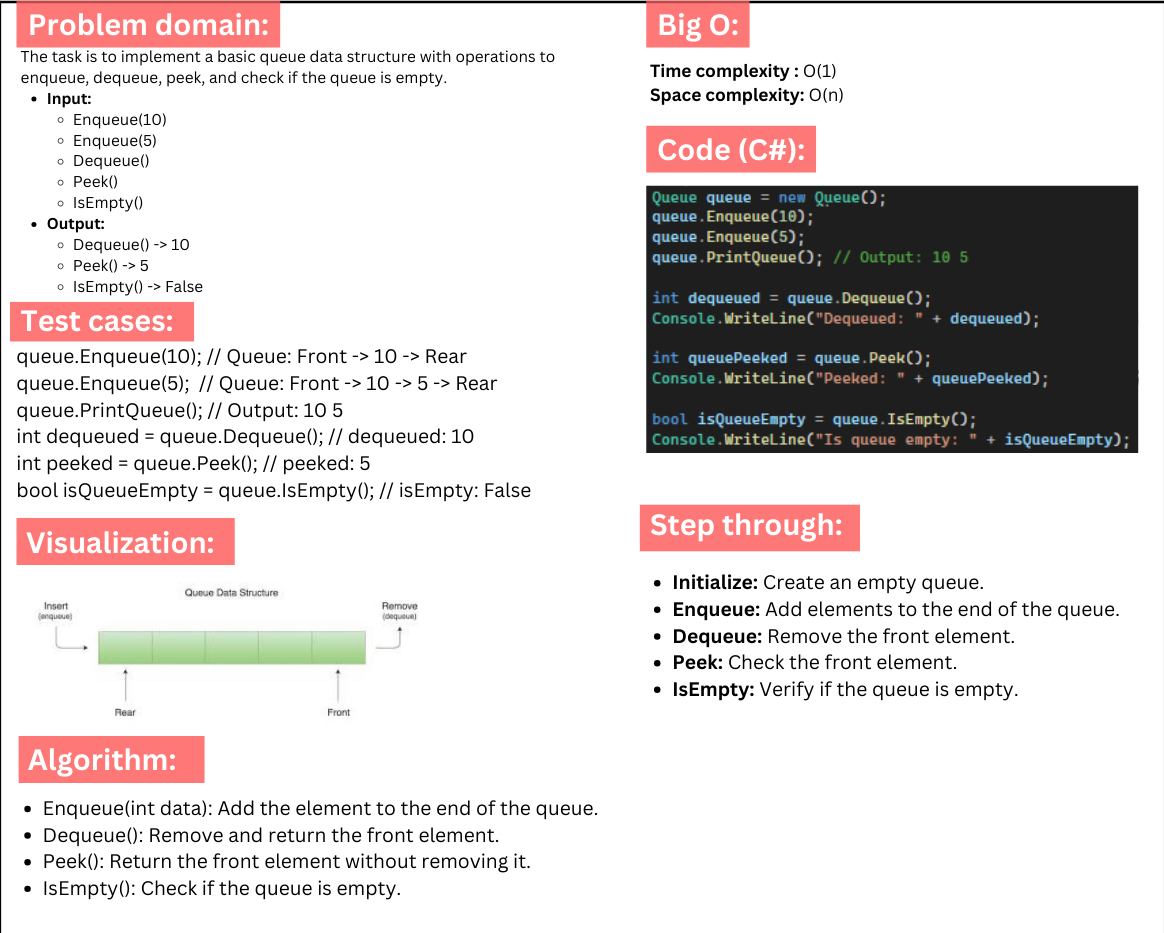 Problem domain:
The task is to implement a basic queue data structure with operations to
enqueue, dequeue, peek, and check if the queue is empty.
• Input:
◦ Enqueue(10)
◦ Enqueue(5)
◦ Dequeue()
◦ Peek()
◦ IsEmpty()
• Output:
◦ Dequeue() -> 10
◦ Peek() -> 5
◦ IsEmpty() -> False
Test cases:
queue.Enqueue(10); // Queue: Front -> 10 -> Rear
queue.Enqueue(5);  // Queue: Front -> 10 -> 5 -> Rear
queue.PrintQueue(); // Output: 10 5
int dequeued = queue.Dequeue(); // dequeued: 10
int peeked = queue.Peek(); // peeked: 5
bool isQueueEmpty = queue.IsEmpty(); // isEmpty: False
Visualization:
Queue Data Structure
Insert
(enqueue)
Remove
(dequeue)
Rear
Front
Algorithm:
• Enqueue(int data): Add the element to the end of the queue.
• Dequeue(): Remove and return the front element.
• Peek(): Return the front element without removing it.
• IsEmpty(): Check if the queue is empty.
Big O:
Time complexity : O(1)
Space complexity: O(n)
Code (C#):
Queue queue = new Queue();
queue.Enqueue(10);
queue.Enqueue(5);
queue.PrintQueue(); // Output: 10 5
int dequeued = queue.Dequeue();
Console.WriteLine("Dequeued: " + dequeued);
int queuePeeked = queue.Peek();
Console.WriteLine("Peeked: " + queuePeeked);
bool isQueueEmpty = queue.IsEmpty();
Console.WriteLine("Is queue empty: " + isQueueEmpty);
Step through:
• Initialize: Create an empty queue.
• Enqueue: Add elements to the end of the queue.
• Dequeue: Remove the front element.
• Peek: Check the front element.
• IsEmpty: Verify if the queue is empty.